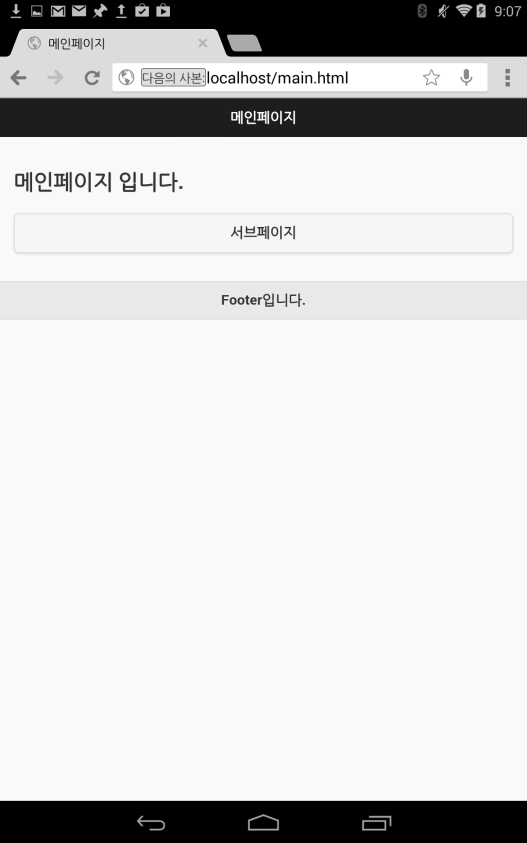 9:07
메인페이지
다음의 사본:localhost/main.html
메인페이지
메인페이지 입니다.
서브페이지
Footer입니다.